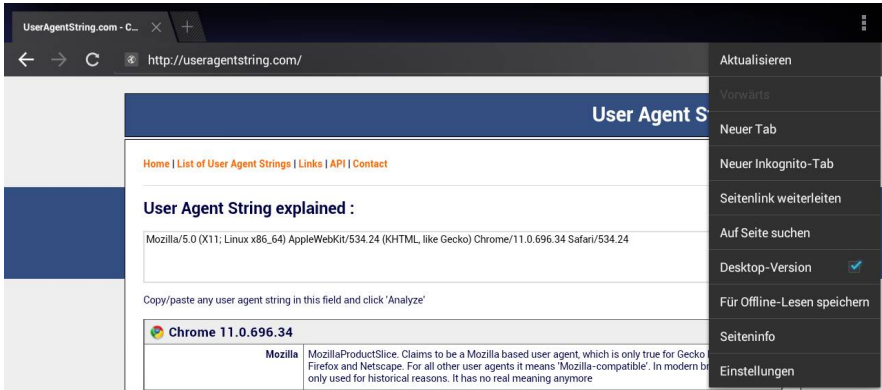 UserAgentString.com - C...
http://useragentstring.com/
User Agent S
Home | List of User Agent Strings | Links | API | Contact
User Agent String explained :
Mozilla/5.0 (X11; Linux x86_64) AppleWebKit/534.24 (KHTML, like Gecko) Chrome/11.0.696.34 Safari/534.24
Copy/paste any user agent string in this field and click 'Analyze'
Chrome 11.0.696.34
Mozilla
MozillaProductSlice. Claims to be a Mozilla based user agent, which is only true for Gecko
Firefox and Netscape. For all other user agents it means 'Mozilla-compatible'. In modern br
only used for historical reasons. It has no real meaning anymore
Aktualisieren
Vorwärts
Neuer Tab
Neuer Inkognito-Tab
Seitenlink weiterleiten
Auf Seite suchen
Desktop-Version
Für Offline-Lesen speichern
Seiteninfo
Einstellungen